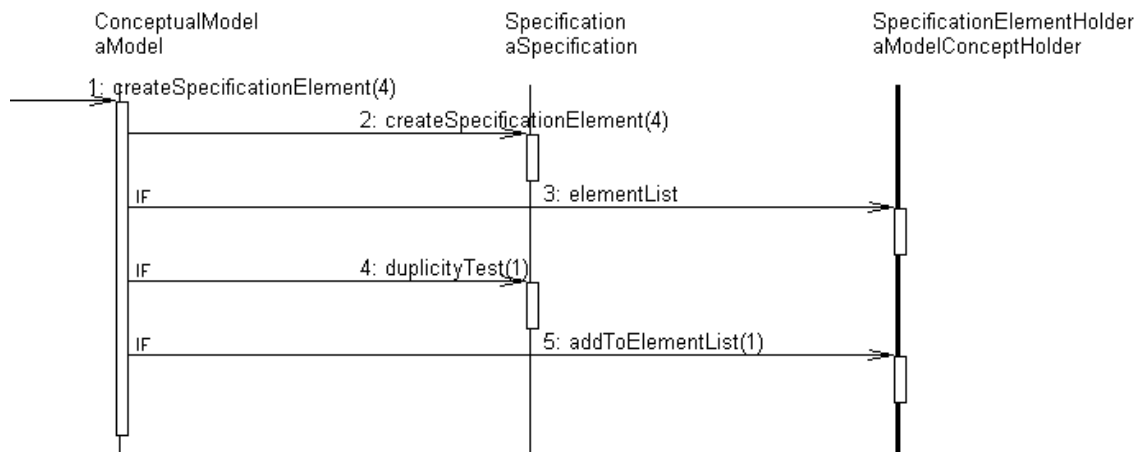 ConceptualModel
aModel
Specification
aSpecification
SpecificationElementHolder
aModelConceptHolder
1: createSpecificationElement(4)
2: createSpecificationElement(4)
IF
3: elementList
IF
4: duplicityTest(1)
IF
5: addToElementList(1)